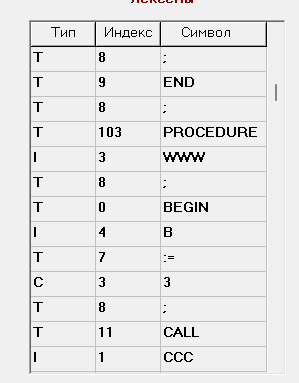 лексемы
Тип Индекс Символ
T 8 ;
T 9 END
T 8 ;
T 103 PROCEDURE
I 3 WWW
T 8 ;
T 0 BEGIN
I 4 B
T 7 :=
C 3 3
T 8 ;
T 11 CALL
I 1 CCC